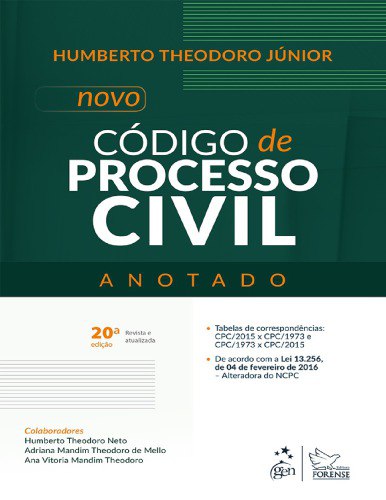 HUMBERTO THEODORO JÚNIOR
novo
CÓDIGO de
PROCESSO
CIVIL
ANOTADO
20ª
edição
Revista e
atualizada
• Tabelas de correspondências:
CPC/2015 x CPC/1973 e
CPC/1973 x CPC/2015
• De acordo com a Lei 13.256,
de 04 de fevereiro de 2016
– Alteradora do NCPC
Colaboradores
Humberto Theodoro Neto
Adriana Mandim Theodoro de Mello
Ana Vitoria Mandim Theodoro
gen
Editora
FORENSE